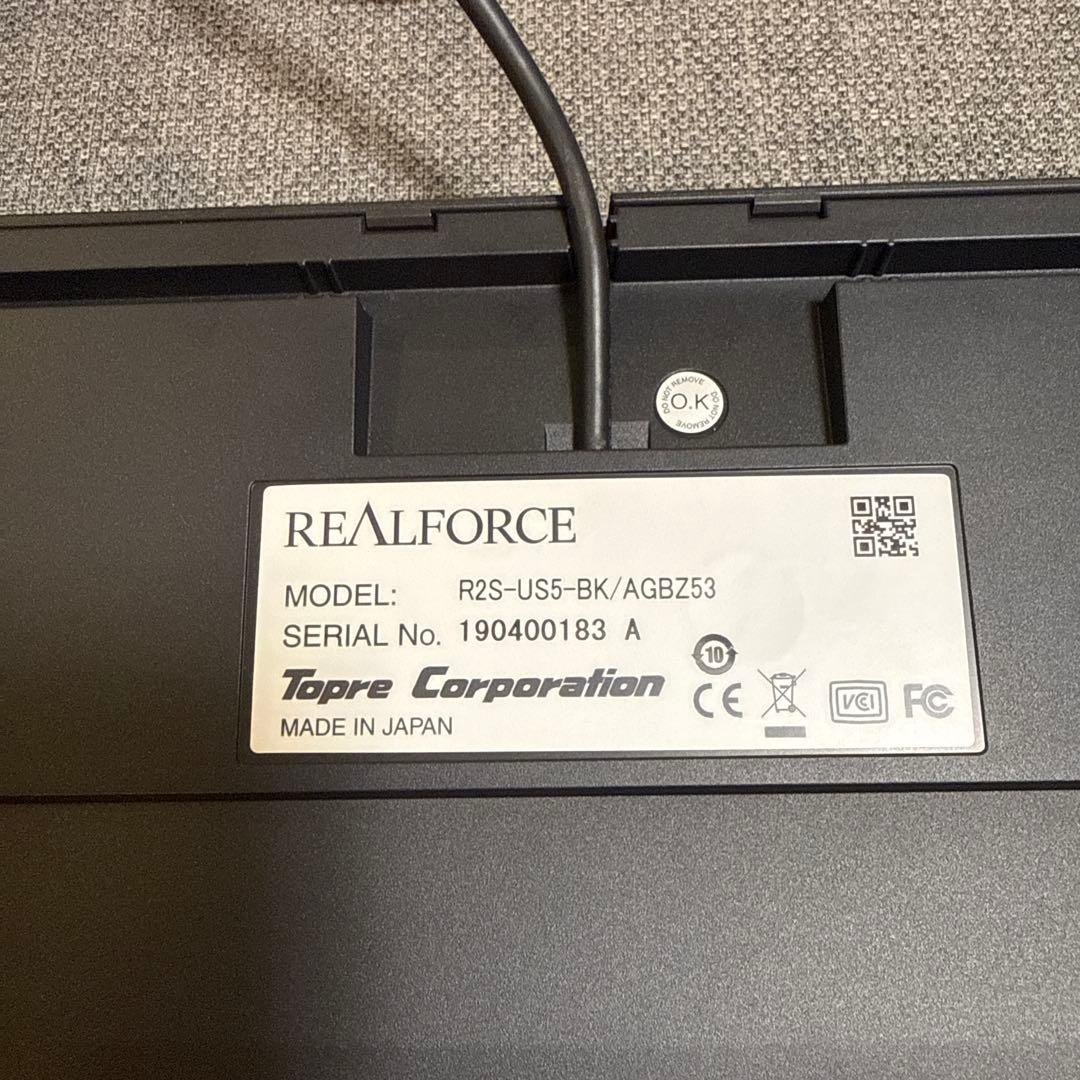 DO NOT REMOVE
O.K
DO NOT REMOVE
REALFORCE
MODEL: R2S-US5-BK/AGBZ53
SERIAL No. 190400183 A
10
Topre Corporation
CE
VCI
FC
MADE IN JAPAN